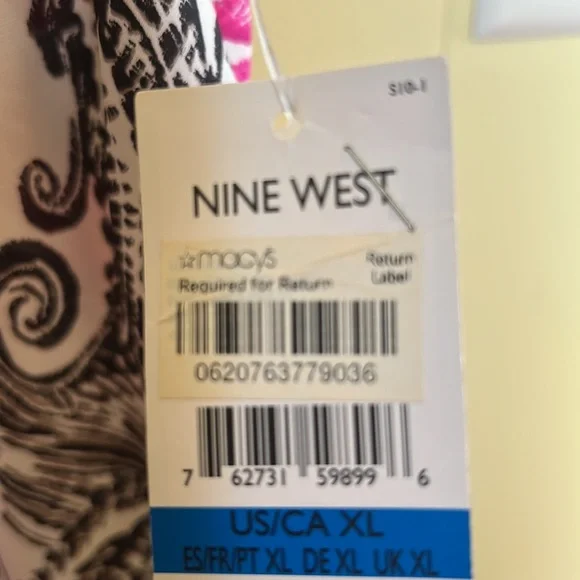 S10-1
NINE WEST
☆macy's Return
Required for Return Label
0620763779036
7 62731 59899 6
US/CA XL
ES/FR/PT XL DE XL UK XL